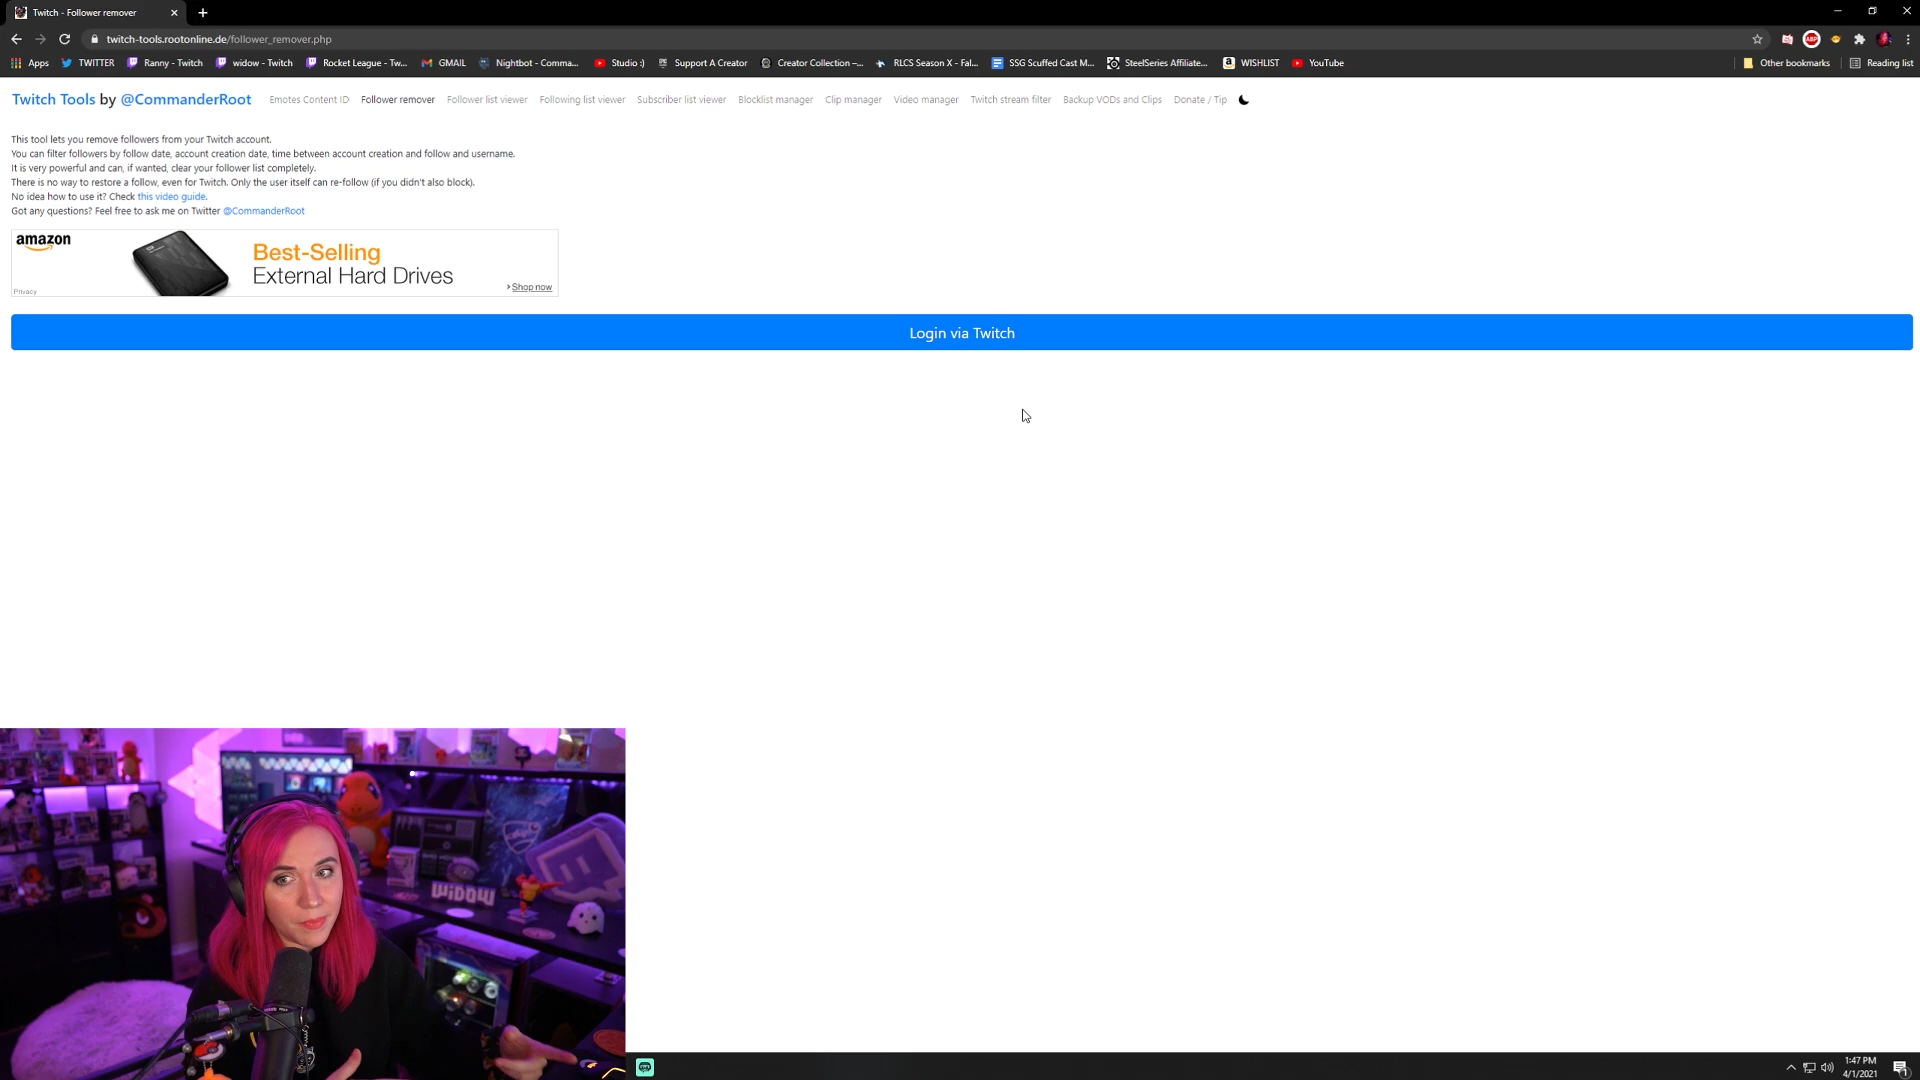 Twitch - Follower remover
twitch-tools.rootonline.de/follower_remover.php
ABP
Apps TWITTER Ranny - Twitch widow - Twitch Rocket League - Tw... GMAIL Nightbot - Comma... Studio :) Support A Creator Creator Collection –... RLCS Season X - Fal... SSG Scuffed Cast M... SteelSeries Affiliate... WISHLIST YouTube Other bookmarks Reading list
Twitch Tools by @CommanderRoot Emotes Content ID Follower remover Follower list viewer Following list viewer Subscriber list viewer Blocklist manager Clip manager Video manager Twitch stream filter Backup VODs and Clips Donate / Tip
This tool lets you remove followers from your Twitch account.
You can filter followers by follow date, account creation date, time between account creation and follow and username.
It is very powerful and can, if wanted, clear your follower list completely.
There is no way to restore a follow, even for Twitch. Only the user itself can re-follow (if you didn't also block).
No idea how to use it? Check this video guide.
Got any questions? Feel free to ask me on Twitter @CommanderRoot
amazon
Best-Selling
External Hard Drives
Privacy
Shop now
Login via Twitch
WIDOW
1:47 PM
4/1/2021